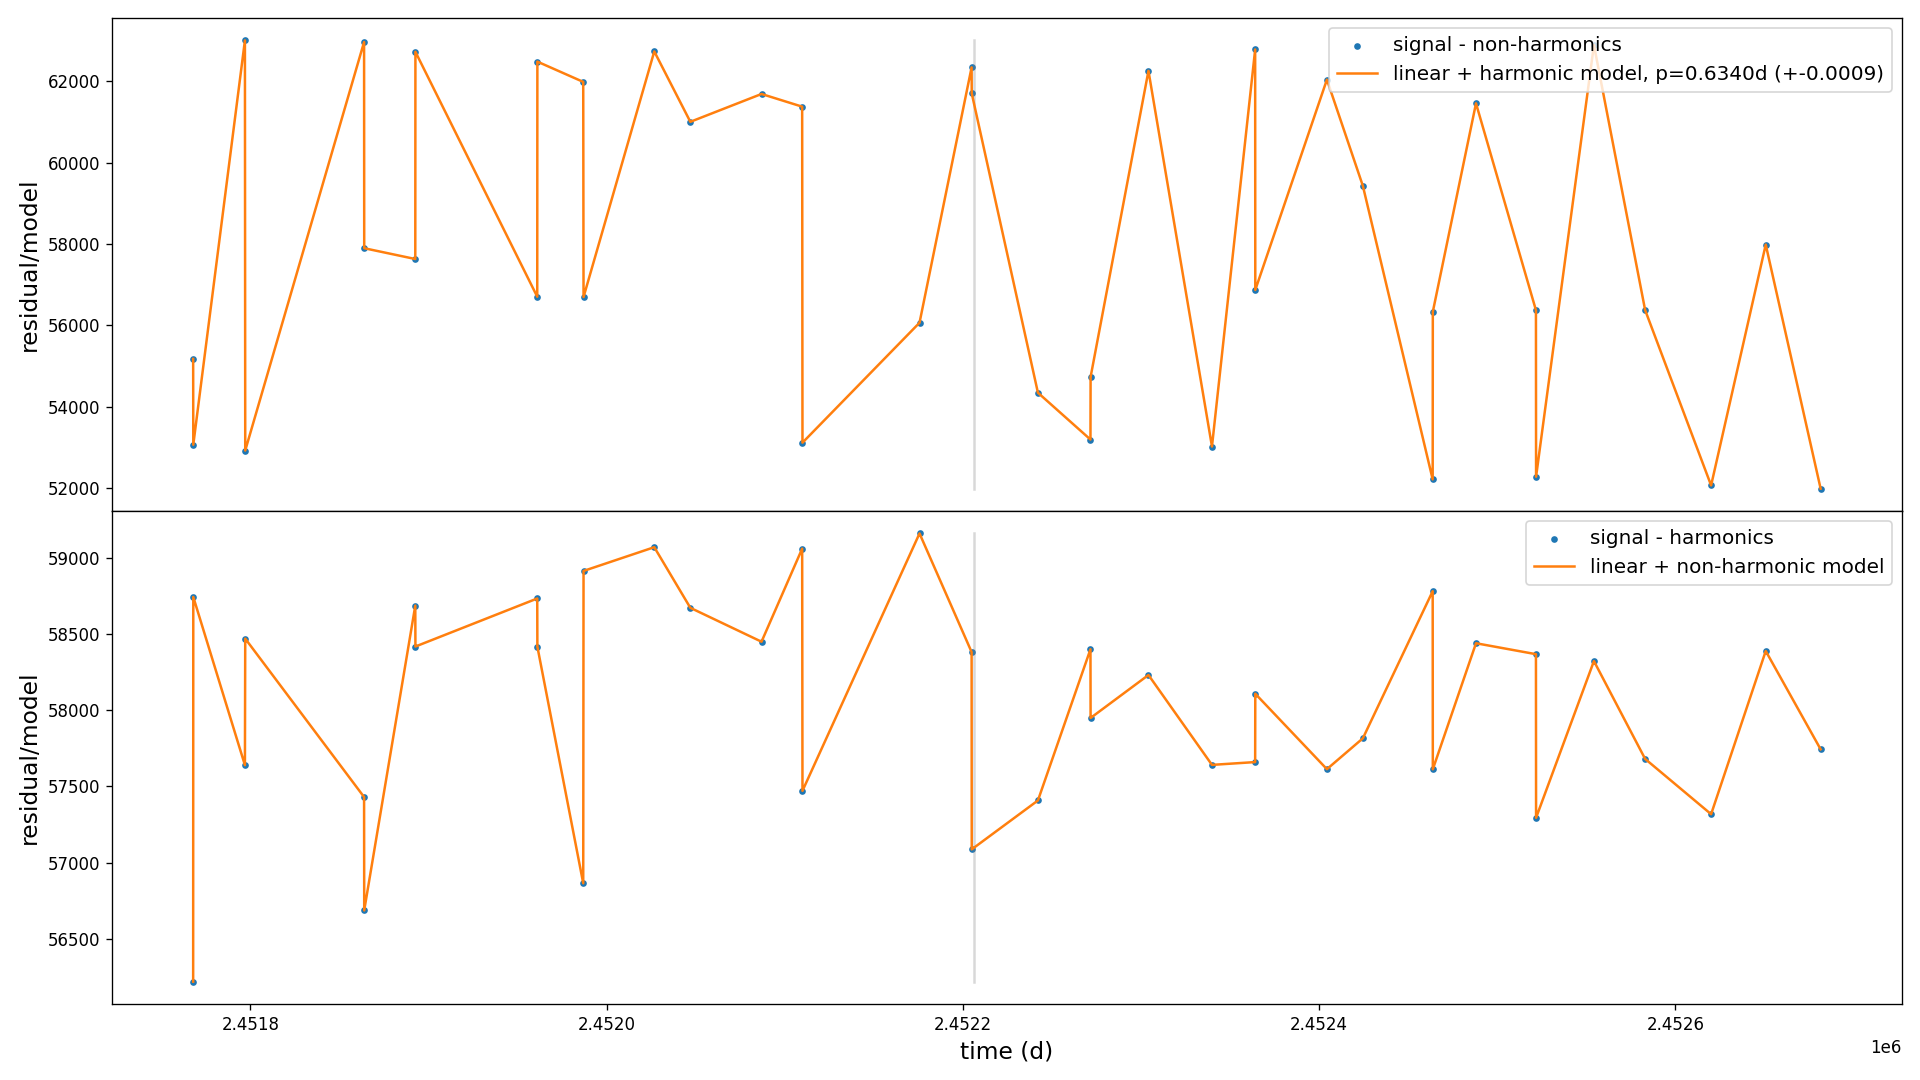 signal - non-harmonics
linear + harmonic model, p=0.6340d (+-0.0009)
62000
60000
58000
56000
54000
52000
residual/model
signal - harmonics
linear + non-harmonic model
59000
58500
58000
57500
57000
56500
residual/model
2.4518 2.4520 2.4522 2.4524 2.4526
1e6
time (d)